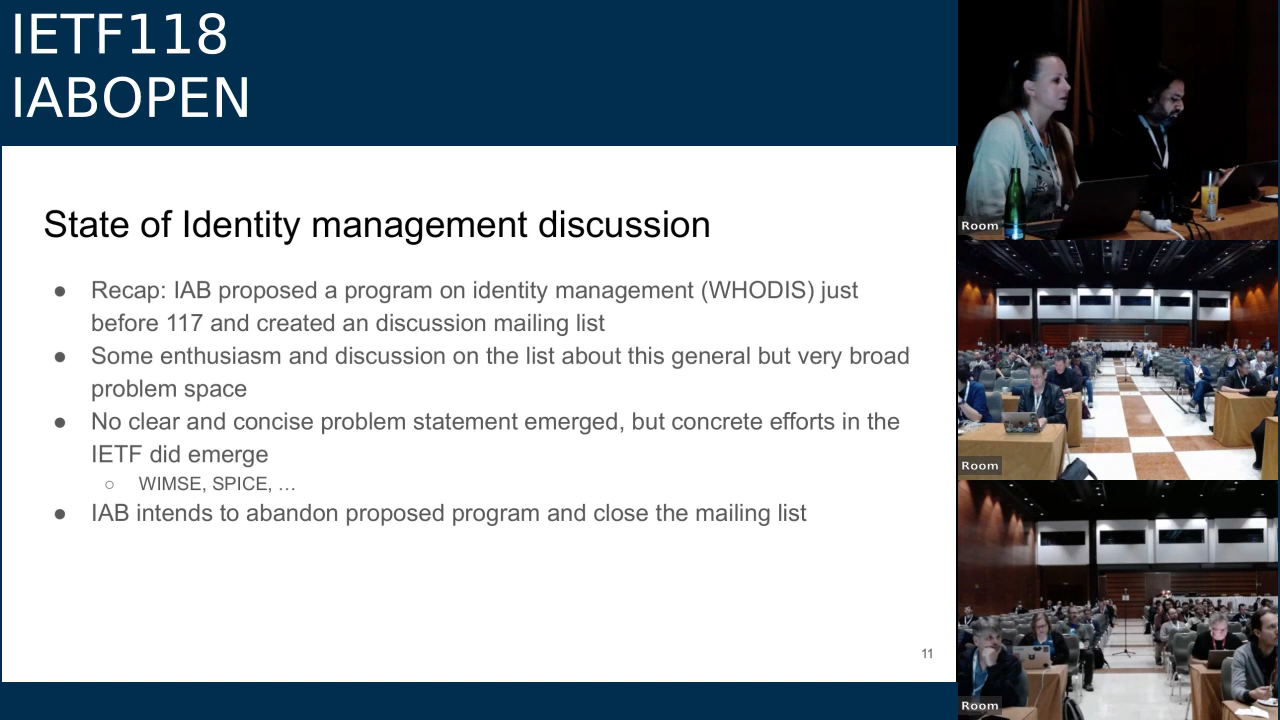 IETF118
IABOPEN
State of Identity management discussion
● Recap: IAB proposed a program on identity management (WHODIS) just
before 117 and created an discussion mailing list
● Some enthusiasm and discussion on the list about this general but very broad
problem space
● No clear and concise problem statement emerged, but concrete efforts in the
IETF did emerge
○ WIMSE, SPICE, …
● IAB intends to abandon proposed program and close the mailing list
11
Room
Room
Room